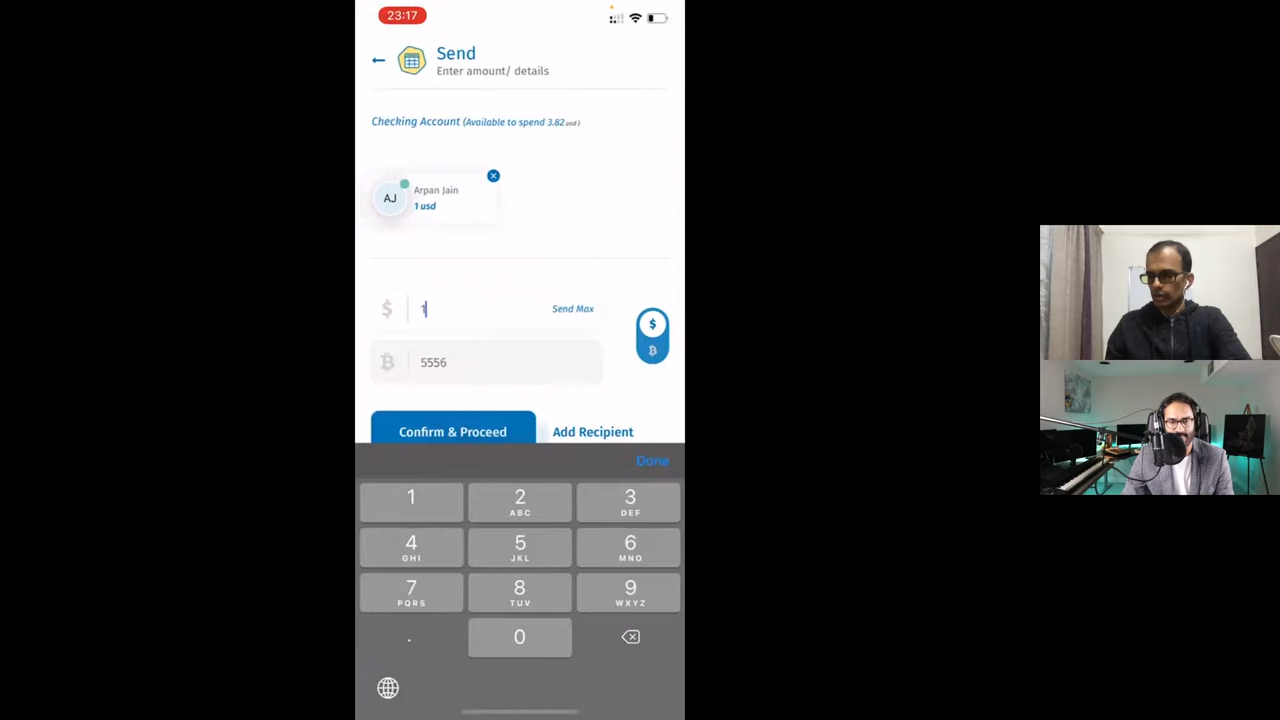 23:17
Send
Enter amount/ details
Checking Account (Available to spend 3.82 usd )
AJ
Arpan Jain
1 usd
$ 1 Send Max
$
₿ 5556
₿
Confirm & Proceed Add Recipient
Done
1 2 3
ABC DEF
4 5 6
GHI JKL MNO
7 8 9
PQRS TUV WXYZ
. 0